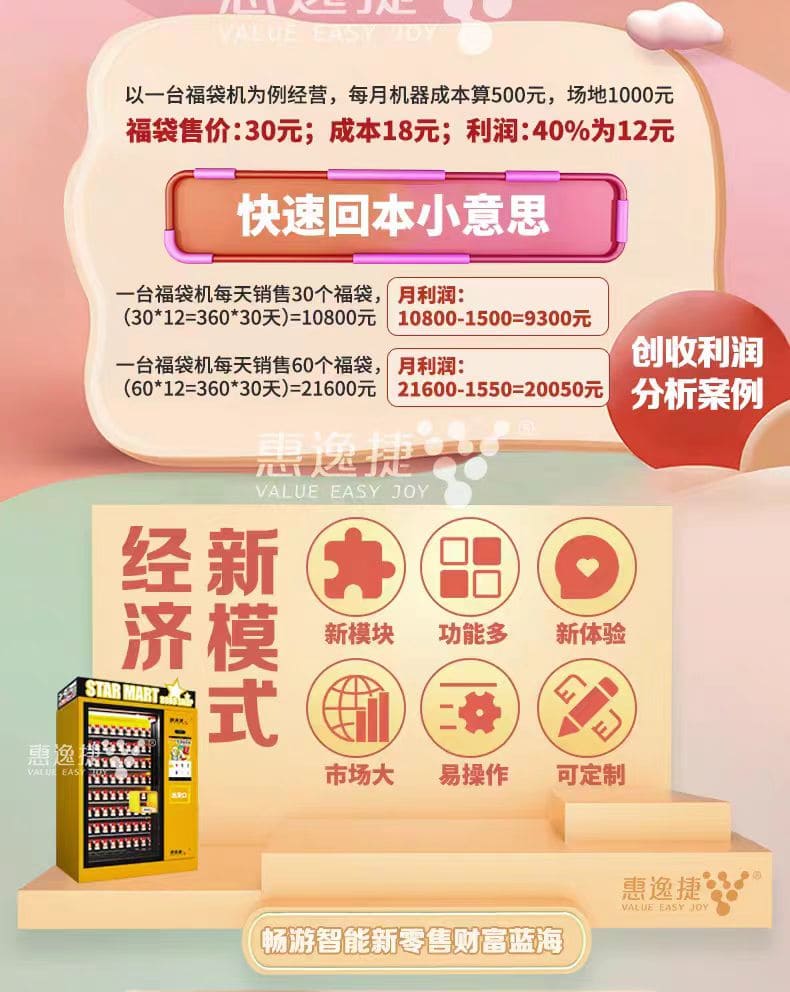 惠逸捷
VALUE EASY JOY
以一台福袋机为例经营，每月机器成本算500元，场地1000元
福袋售价：30元；成本18元；利润：40%为12元
快速回本小意思
一台福袋机每天销售30个福袋，
（30*12=360*30天）=10800元
月利润：
10800-1500=9300元
一台福袋机每天销售60个福袋，
（60*12=360*30天）=21600元
月利润：
21600-1550=20050元
创收利润
分析案例
惠逸捷®
VALUE EASY JOY
新模式
经济
新模块
功能多
新体验
市场大
易操作
可定制
STAR MART
惠逸捷®
VALUE EASY JOY
惠逸捷®
VALUE EASY JOY
畅游智能新零售财富蓝海